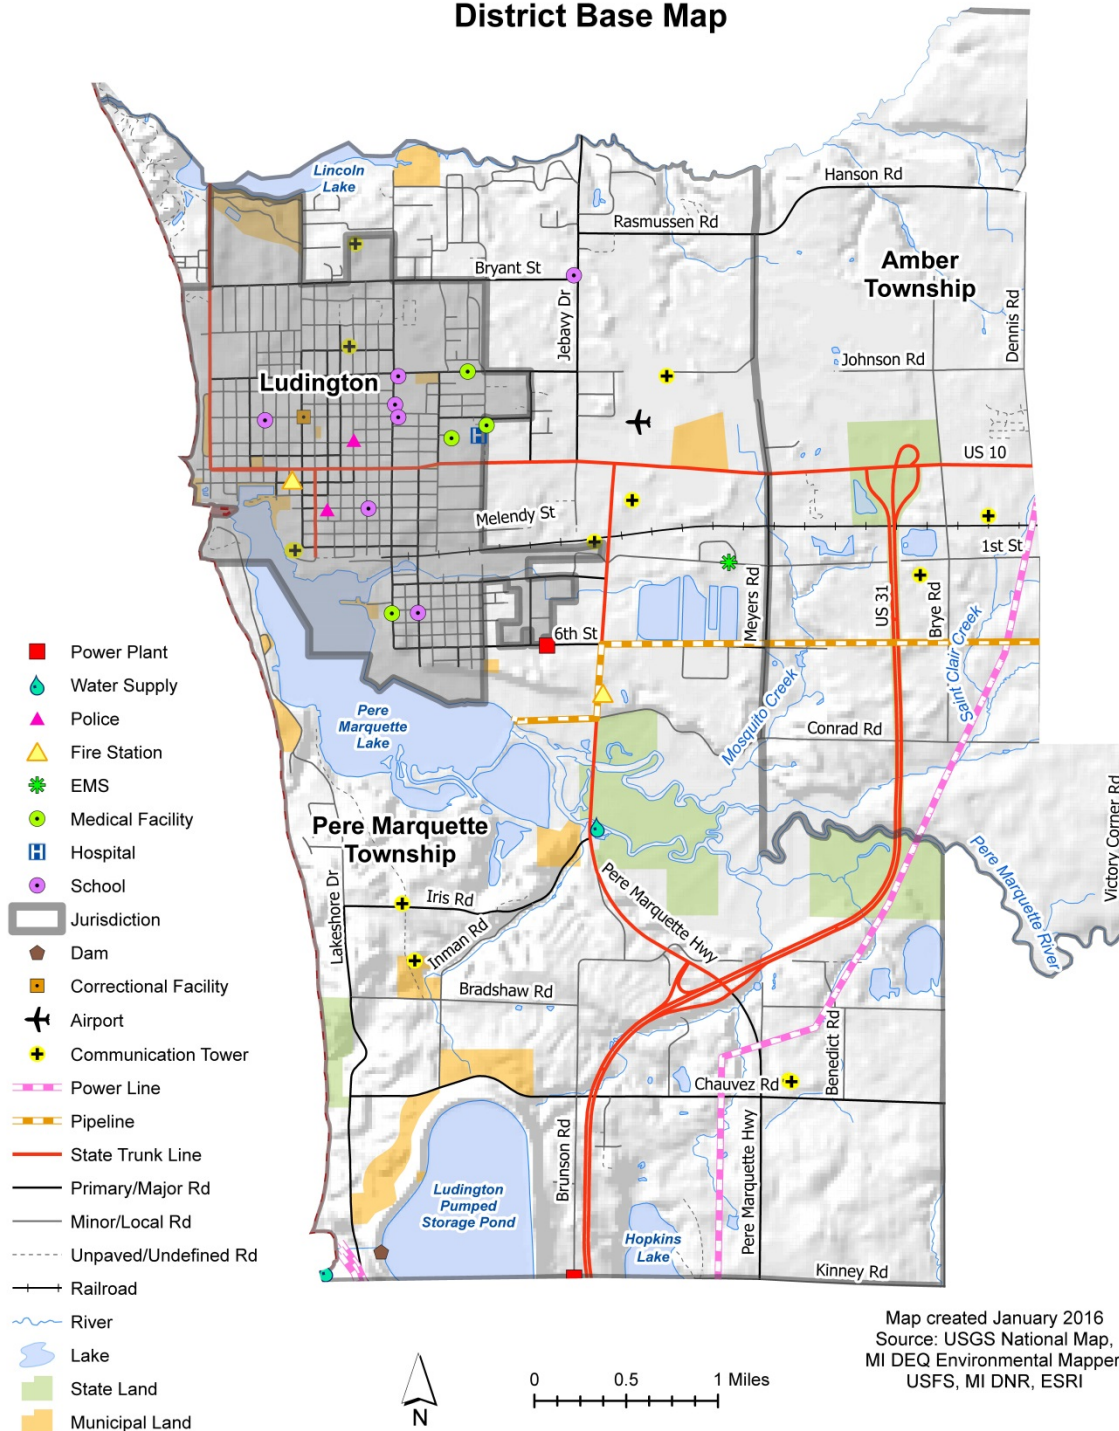 District Base Map
Lincoln
Lake
Hanson Rd
Rasmussen Rd
Amber
Township
Bryant St
Jebavy Dr
Dennis Rd
Johnson Rd
Ludington
US 10
Melendy St
1st St
Meyers Rd
US 31
Brye Rd
Saint Clair Creek
6th St
Mosquito Creek
Conrad Rd
Pere
Marquette
Lake
Victory Corner Rd
Pere Marquette
Township
Pere Marquette River
Lakeshore Dr
Iris Rd
Inman Rd
Pere Marquette Hwy
Bradshaw Rd
Benedict Rd
Chauvez Rd
Brunson Rd
Pere Marquette Hwy
Ludington
Pumped
Storage Pond
Hopkins
Lake
Kinney Rd
Power Plant
Water Supply
Police
Fire Station
EMS
Medical Facility
H Hospital
School
Jurisdiction
Dam
Correctional Facility
Airport
Communication Tower
Power Line
Pipeline
State Trunk Line
Primary/Major Rd
Minor/Local Rd
Unpaved/Undefined Rd
Railroad
River
Lake
State Land
Municipal Land
N
0 0.5 1 Miles
Map created January 2016
Source: USGS National Map,
MI DEQ Environmental Mapper
USFS, MI DNR, ESRI
H